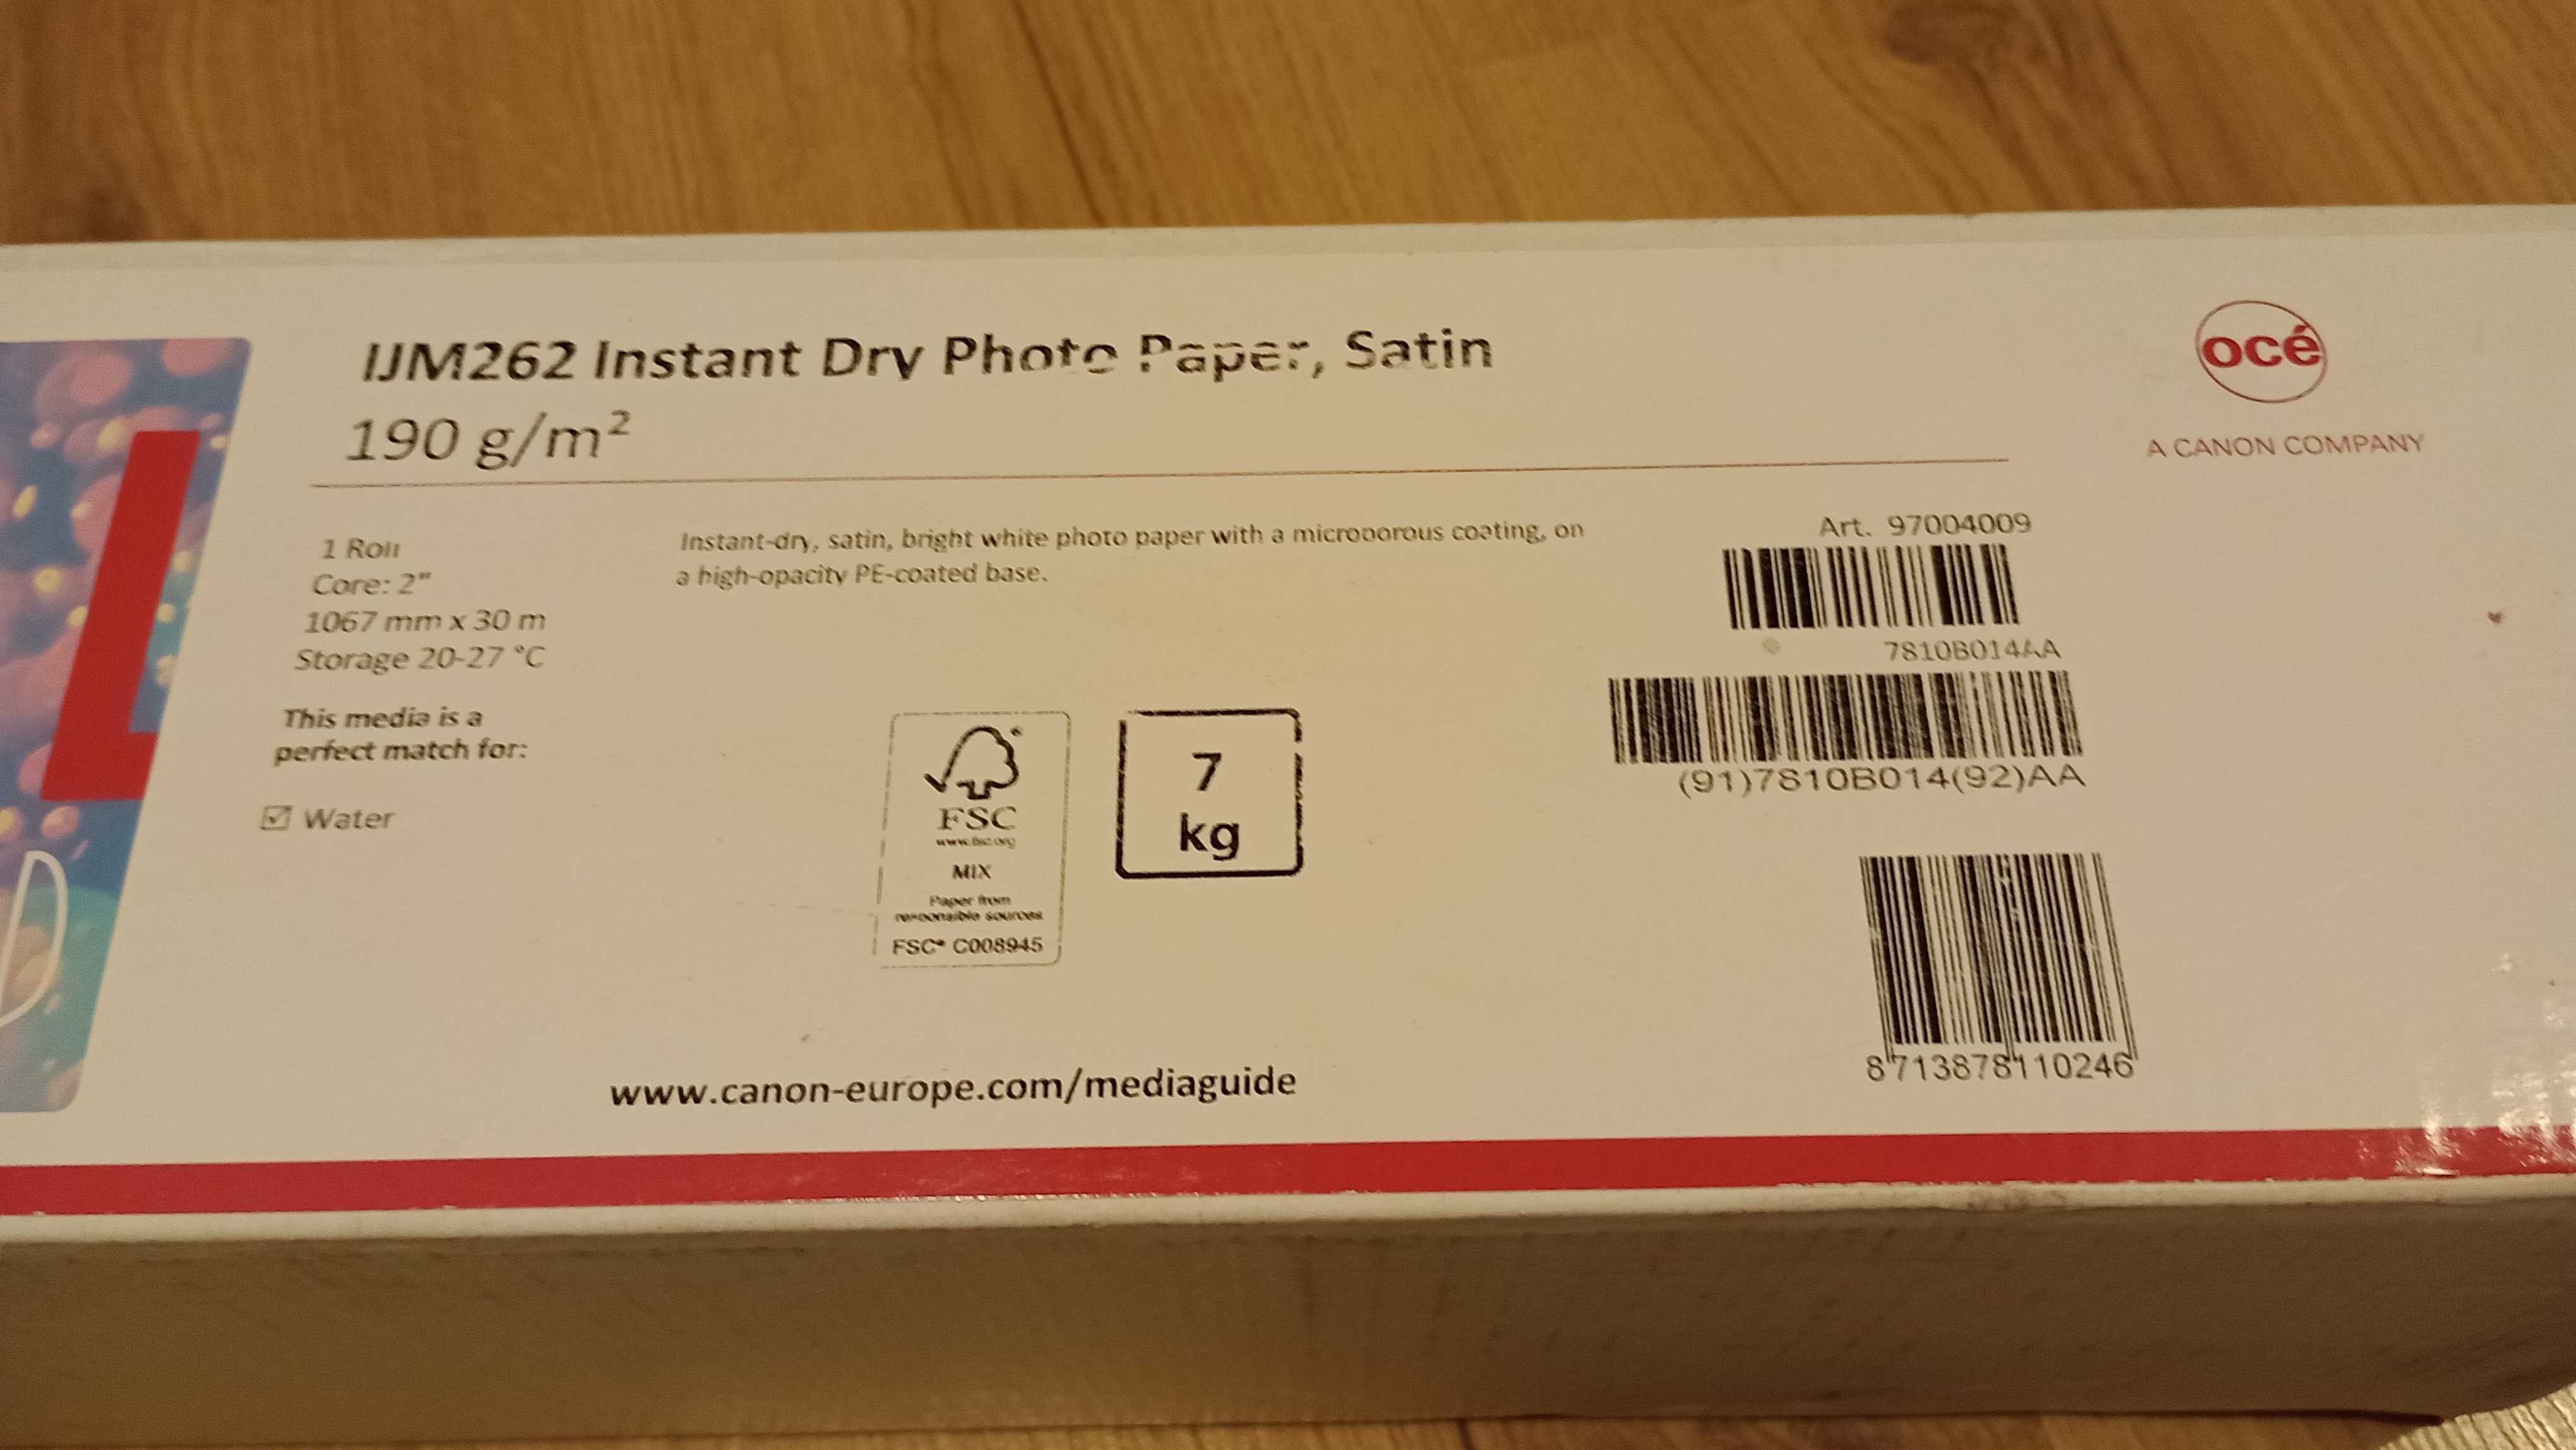 IJM262 Instant Dry Photo Paper, Satin
190 g/m²
océ
A CANON COMPANY
1 Roll
Core: 2"
1067 mm x 30 m
Storage 20-27 °C
This media is a
perfect match for:
☑ Water
Instant-dry, satin, bright white photo paper with a microporous coating, on
a high-opacity PE-coated base.
FSC
www.fsc.org
MIX
Paper from
responsible sources
FSC® C008945
7
kg
Art. 97004009
7810B014AA
(91)7810B014(92)AA
8713878110246
www.canon-europe.com/mediaguide